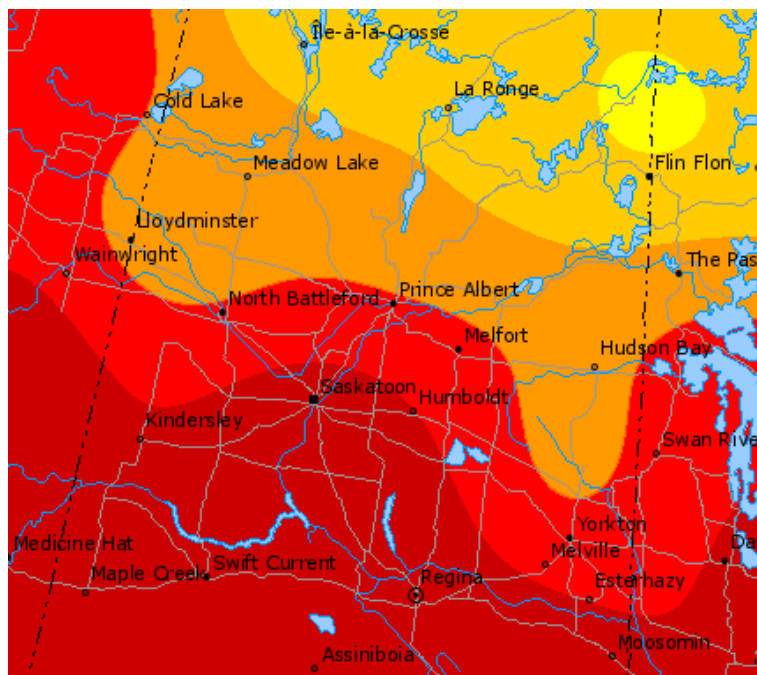 Île-à-la-Crosse
La Ronge
Cold Lake
Meadow Lake
Flin Flon
Lloydminster
Wainwright
The Pas
North Battleford
Prince Albert
Melfort
Hudson Bay
Saskatoon
Humboldt
Kindersley
Swan Rive
Yorkton
Medicine Hat
Melville
Da
Swift Current
Maple Creek
Regina
Esterhazy
Moosomin
Assiniboia